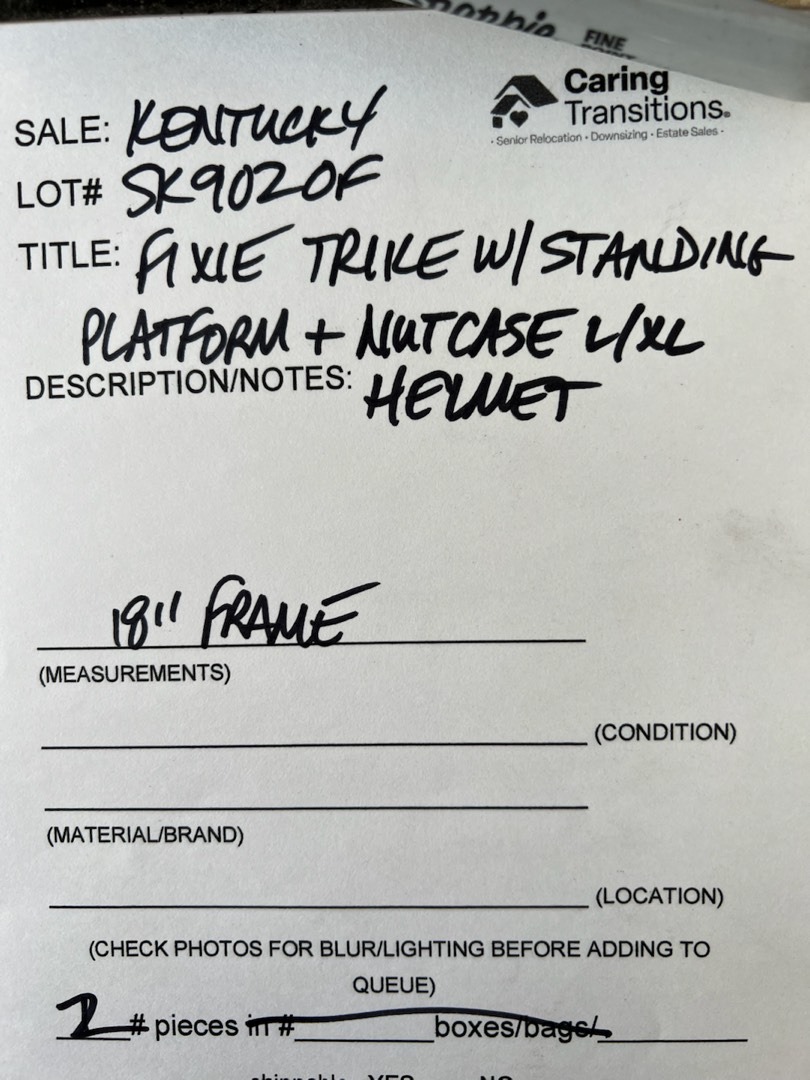 FINE
Caring
Transitions.
· Senior Relocation · Downsizing · Estate Sales ·
SALE: KENTUCKY
LOT# SK9020F
TITLE: FIXIE TRIKE W/ STANDING
PLATFORM + NUTCASE L/XL
DESCRIPTION/NOTES: HELMET
18" FRAME
(MEASUREMENTS)
(CONDITION)
(MATERIAL/BRAND)
(LOCATION)
(CHECK PHOTOS FOR BLUR/LIGHTING BEFORE ADDING TO
QUEUE)
2 # pieces in #________boxes/bags/________